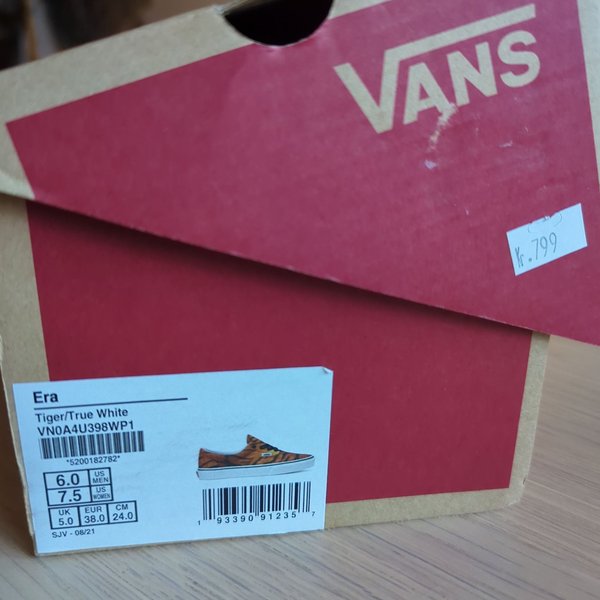 VANS
Kr.799
Era
Tiger/True White
VN0A4U398WP1
*5200182782*
6.0 US MEN
7.5 US WOMEN
UK EUR CM
5.0 38.0 24.0
SJV - 08/21
1 93390 91235 7